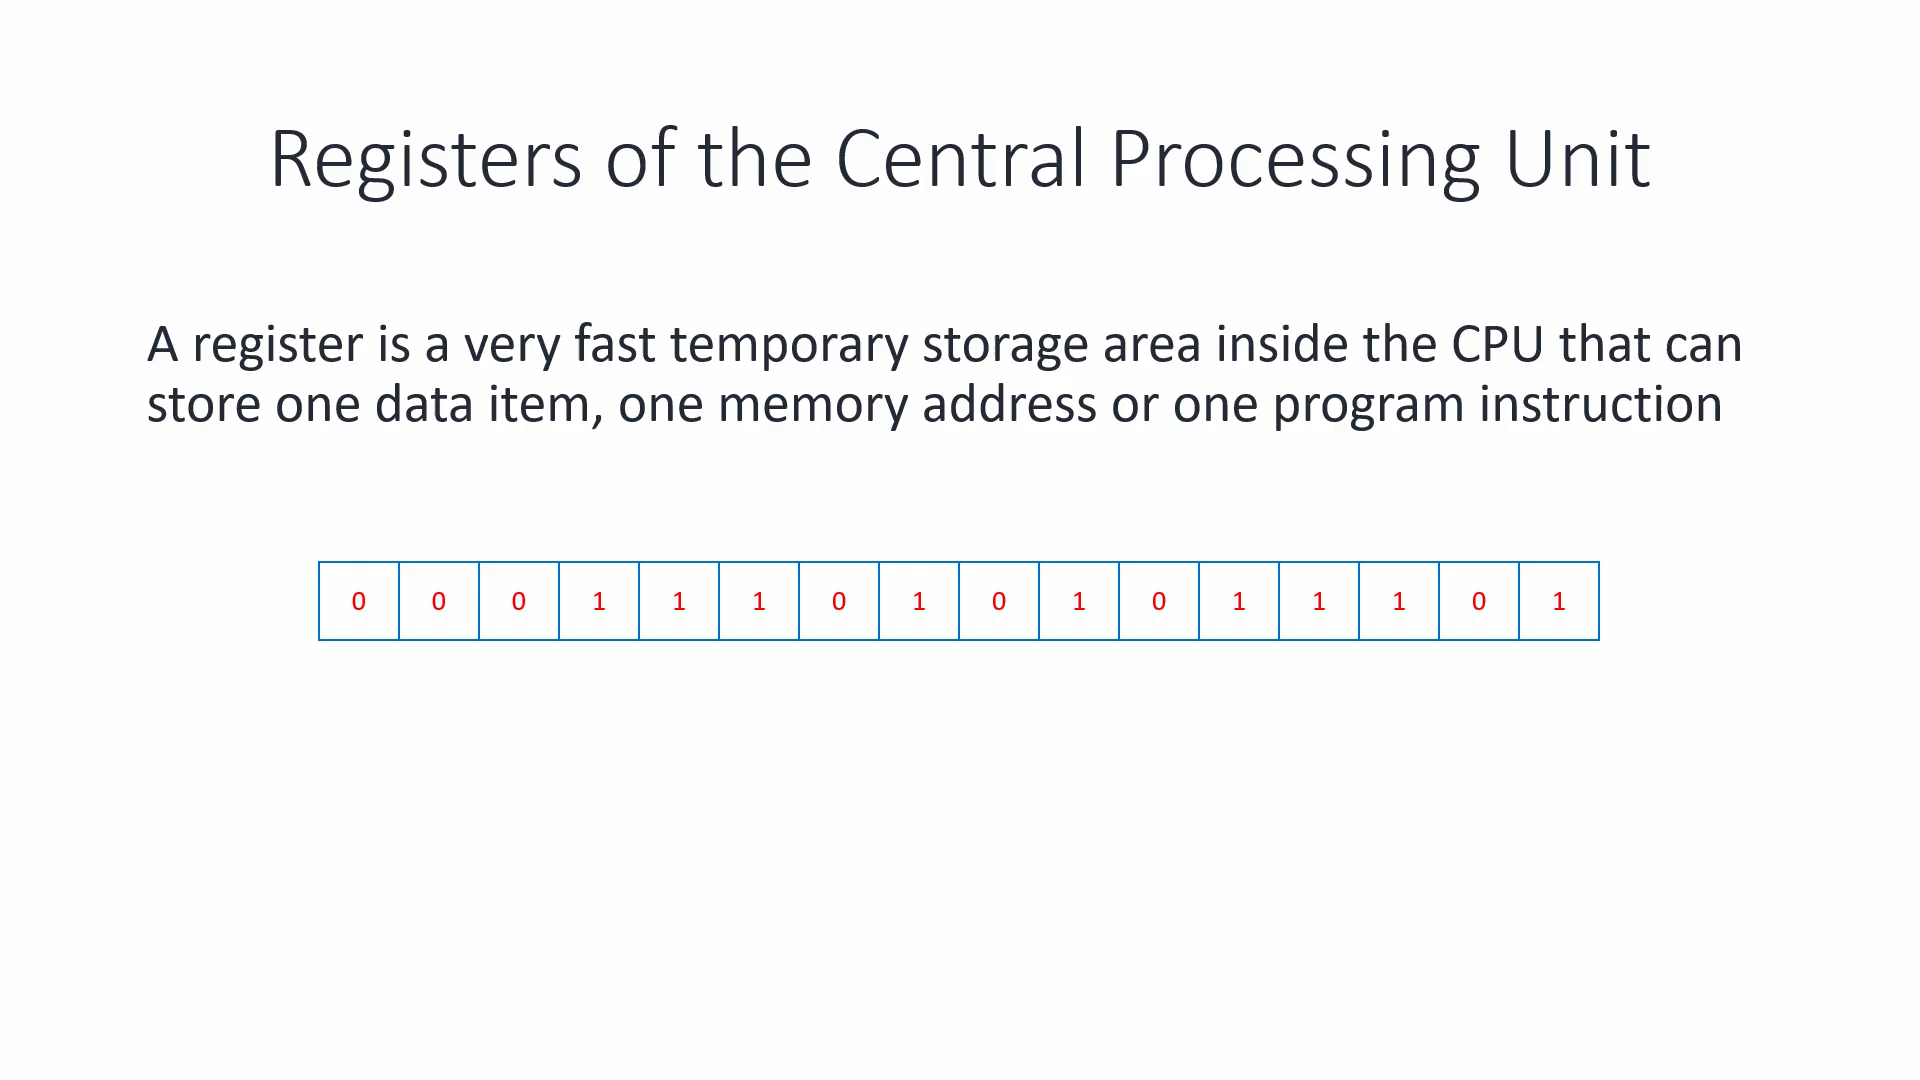 Registers of the Central Processing Unit
A register is a very fast temporary storage area inside the CPU that can
store one data item, one memory address or one program instruction
0 0 0 1 1 1 0 1 0 1 0 1 1 1 0 1